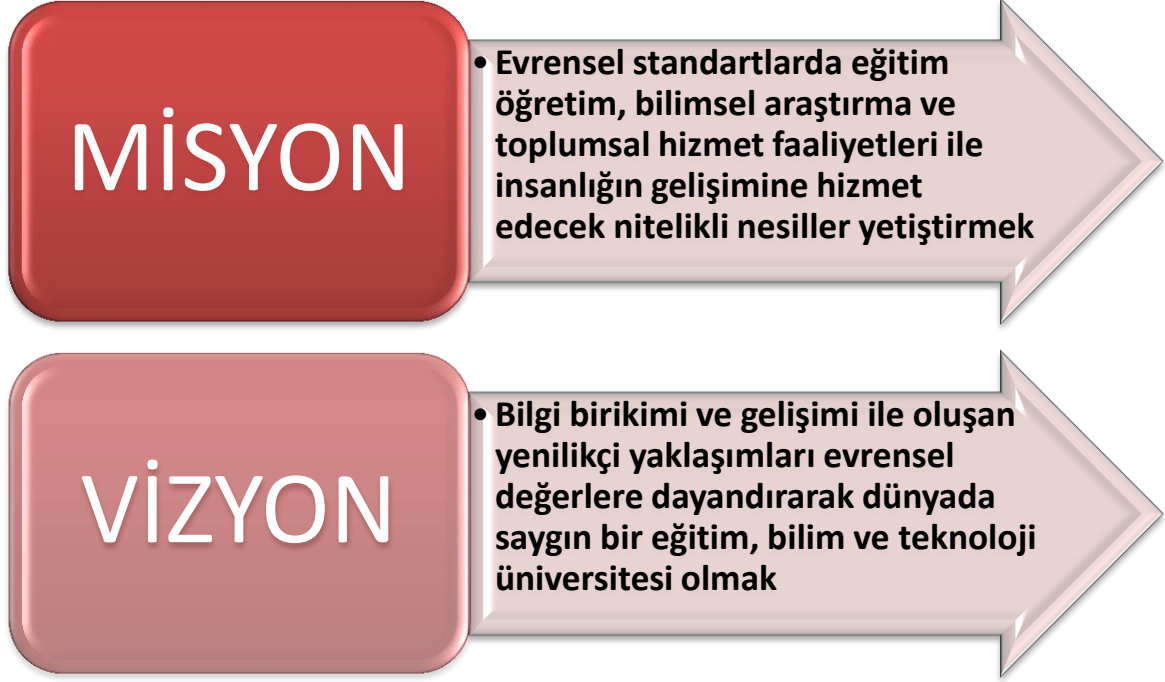 MİSYON
• Evrensel standartlarda eğitim
öğretim, bilimsel araştırma ve
toplumsal hizmet faaliyetleri ile
insanlığın gelişimine hizmet
edecek nitelikli nesiller yetiştirmek
VİZYON
• Bilgi birikimi ve gelişimi ile oluşan
yenilikçi yaklaşımları evrensel
değerlere dayandırarak dünyada
saygın bir eğitim, bilim ve teknoloji
üniversitesi olmak